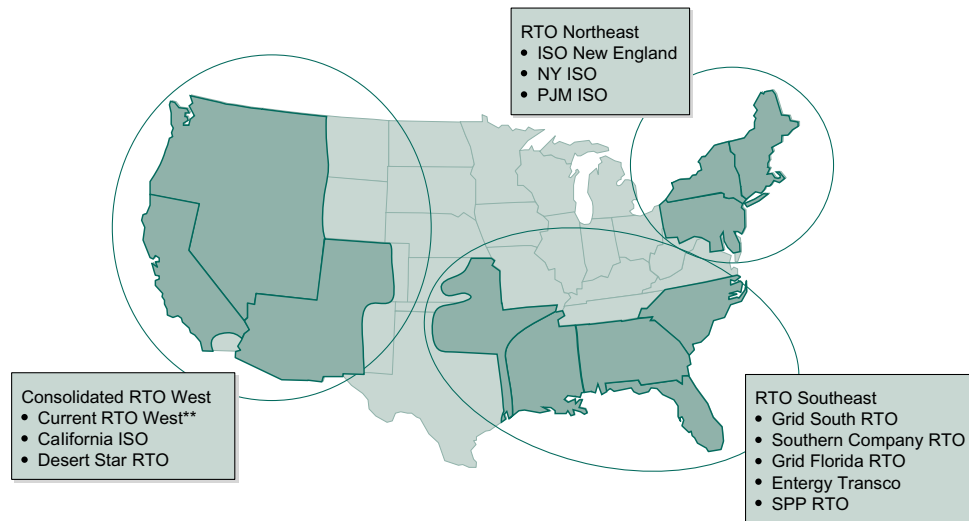 RTO Northeast
• ISO New England
• NY ISO
• PJM ISO
Consolidated RTO West
• Current RTO West**
• California ISO
• Desert Star RTO
RTO Southeast
• Grid South RTO
• Southern Company RTO
• Grid Florida RTO
• Entergy Transco
• SPP RTO